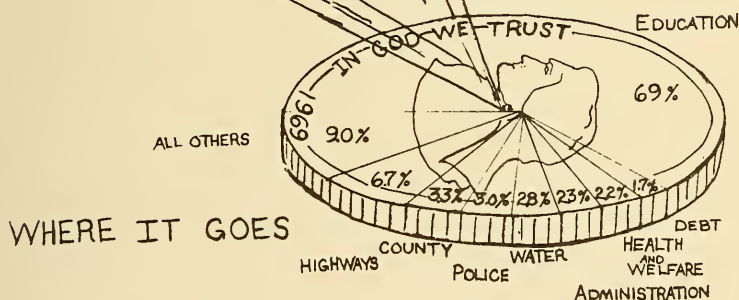 IN GOD WE TRUST
EDUCATION
69%
1969
9.0%
ALL OTHERS
6.7%
3.3%
3.0%
2.8%
2.3%
2.2%
1.7%
WHERE IT GOES
HIGHWAYS
COUNTY
POLICE
WATER
ADMINISTRATION
HEALTH
AND
WELFARE
DEBT